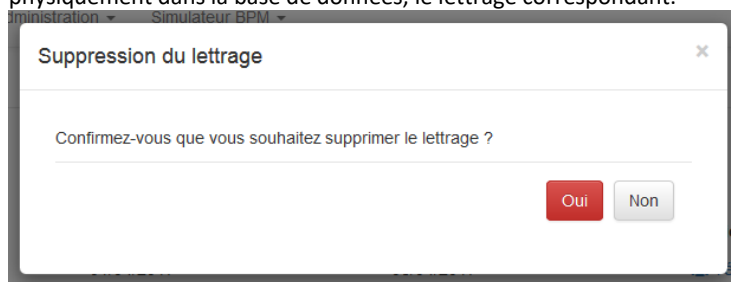 physiquement dans la base de données, le lettrage correspondant.
dministration Simulateur BPM
Suppression du lettrage ×
Confirmez-vous que vous souhaitez supprimer le lettrage ?
Oui Non